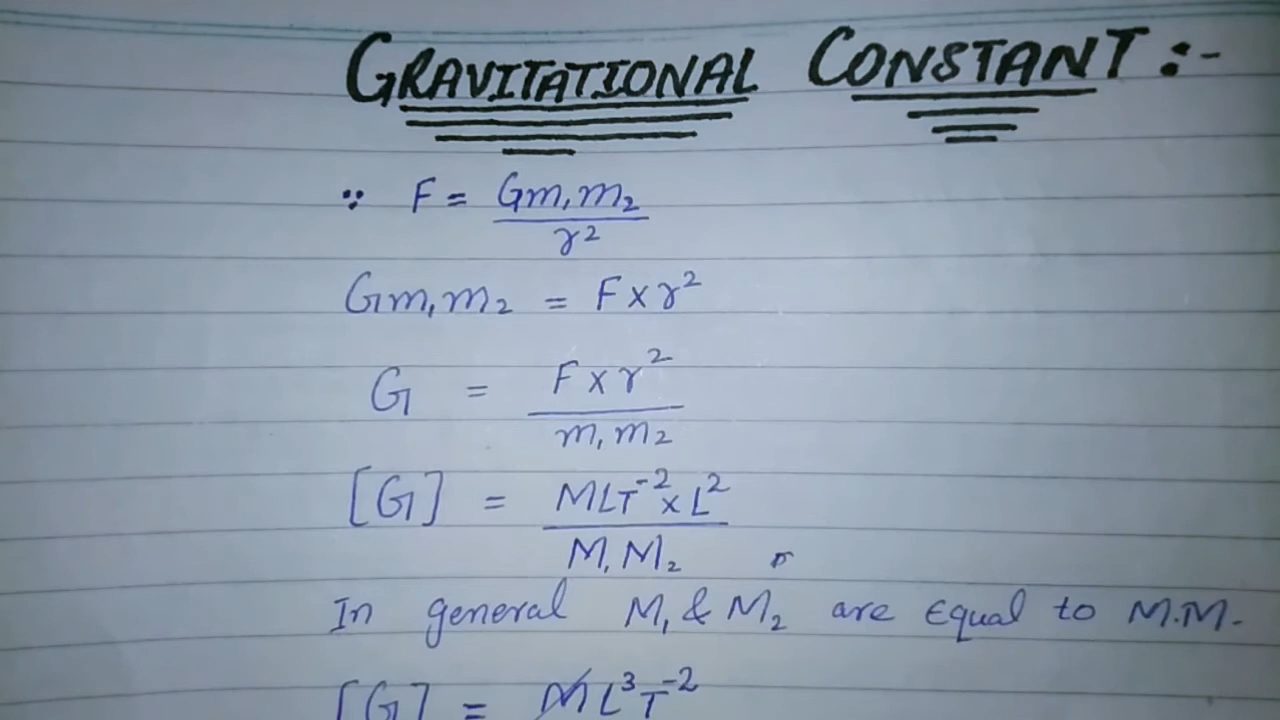 GRAVITATIONAL CONSTANT :-
∵ F = Gm₁m₂ / r²
Gm₁m₂ = F × r²
G = F × r² / m₁m₂
[G] = MLT⁻² × L² / M₁M₂
In general M₁ & M₂ are Equal to M.M.
[G] = ML³T⁻²